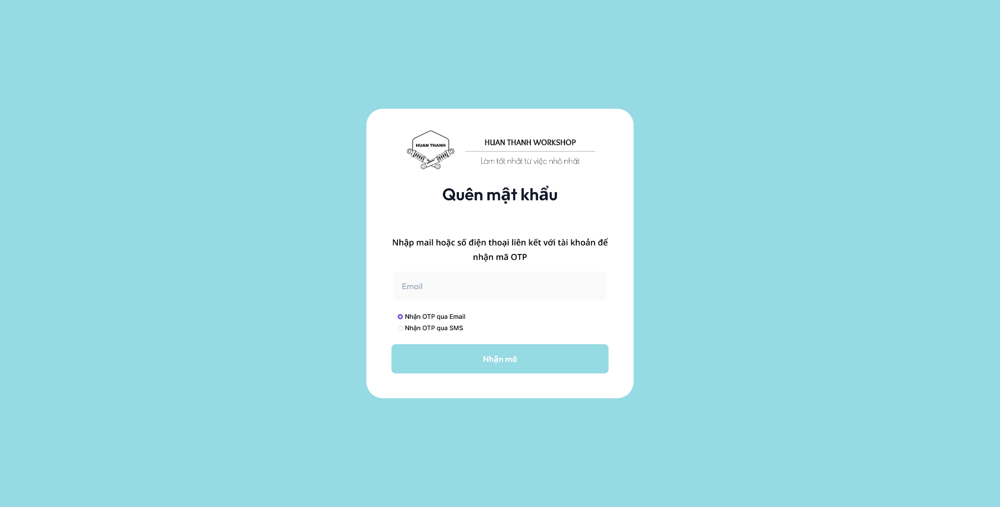 HUAN THANH
HUAN THANH WORKSHOP
Làm tốt nhất từ việc nhỏ nhất
Quên mật khẩu
Nhập mail hoặc số điện thoại liên kết với tài khoản để
nhận mã OTP
Email
Nhận OTP qua Email
Nhận OTP qua SMS
Nhận mã